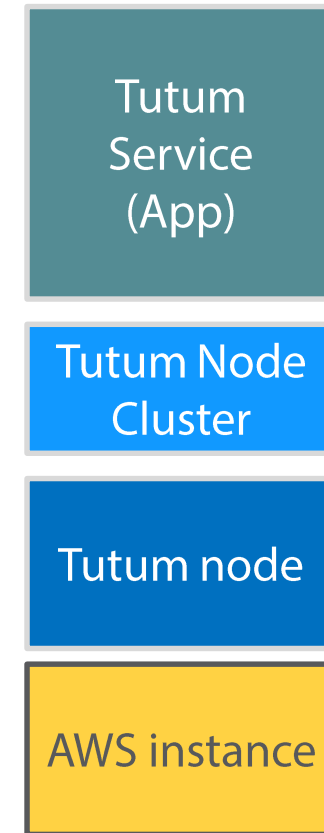 Tutum
Service
(App)
Tutum Node
Cluster
Tutum node
AWS instance